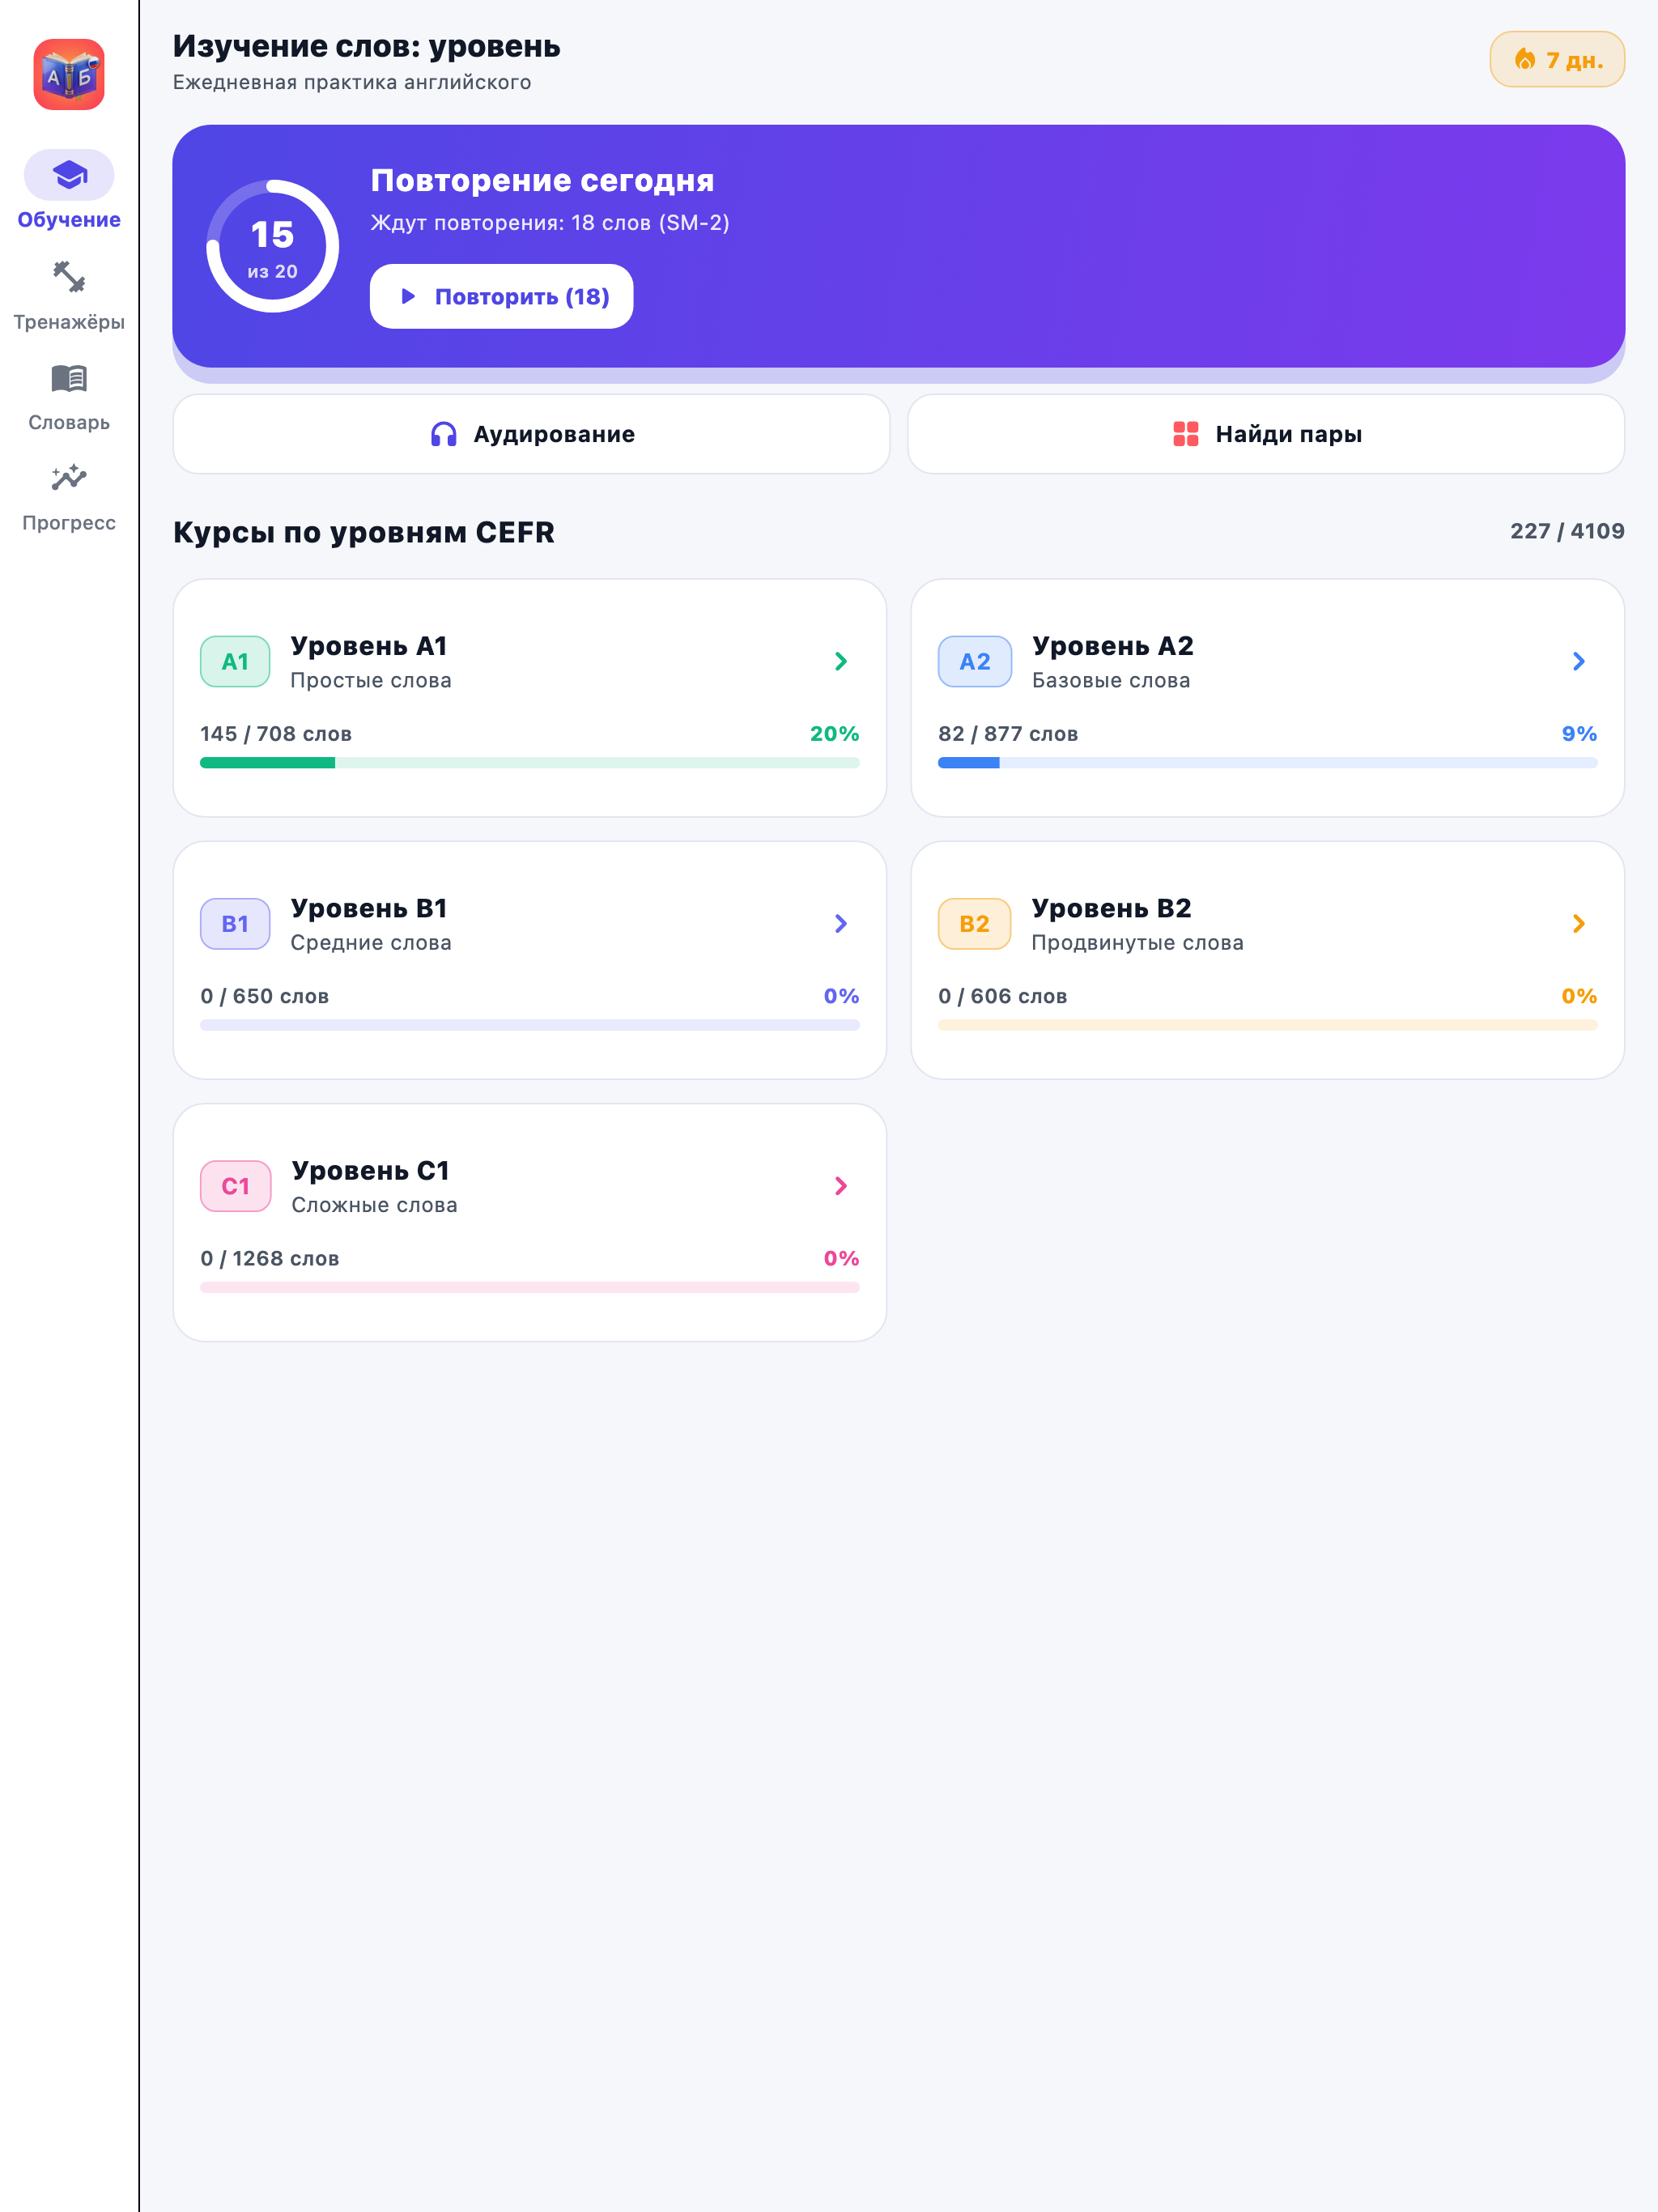 А Б
Обучение
Тренажёры
Словарь
Прогресс
Изучение слов: уровень
Ежедневная практика английского
7 дн.
15
из 20
Повторение сегодня
Ждут повторения: 18 слов (SM-2)
Повторить (18)
Аудирование
Найди пары
Курсы по уровням CEFR
227 / 4109
A1
Уровень A1
Простые слова
145 / 708 слов
20%
A2
Уровень A2
Базовые слова
82 / 877 слов
9%
B1
Уровень B1
Средние слова
0 / 650 слов
0%
B2
Уровень B2
Продвинутые слова
0 / 606 слов
0%
C1
Уровень C1
Сложные слова
0 / 1268 слов
0%